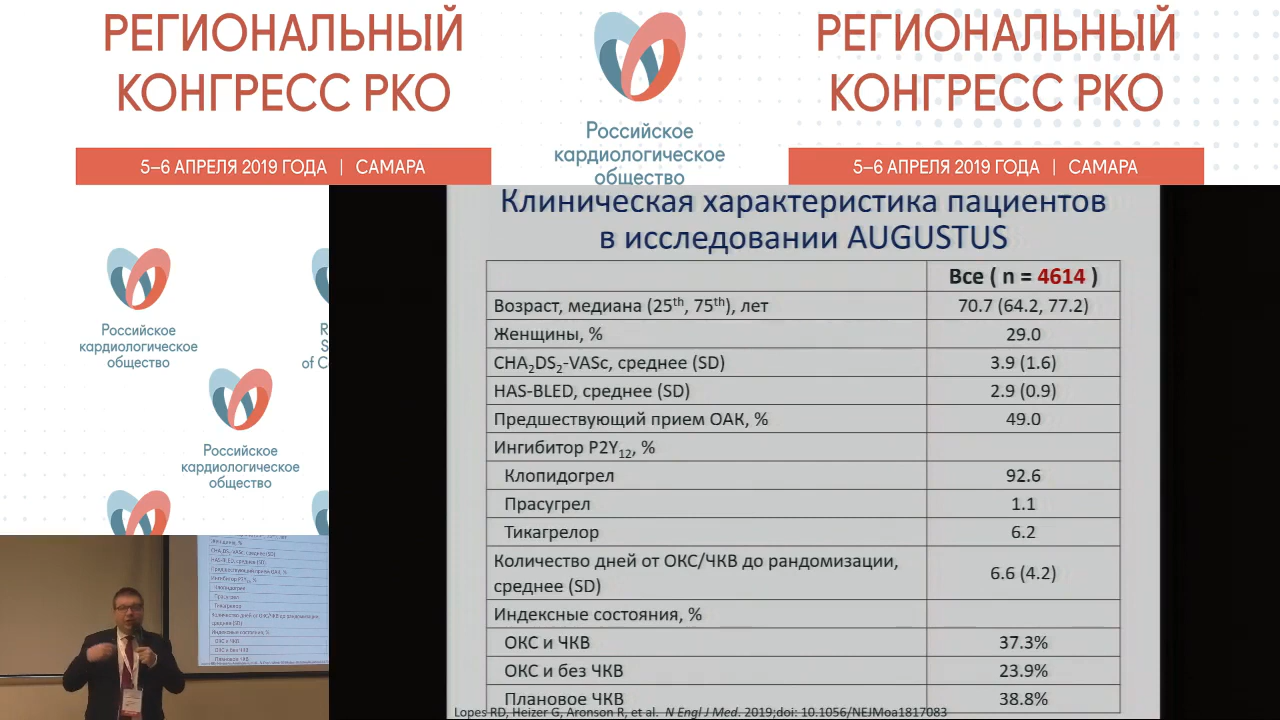 РЕГИОНАЛЬНЫЙ
КОНГРЕСС РКО
5–6 АПРЕЛЯ 2019 ГОДА | САМАРА
Российское
кардиологическое
общество
РЕГИОНАЛЬНЫЙ
КОНГРЕСС РКО
5–6 АПРЕЛЯ 2019 ГОДА | САМАРА
Российское
кардиологическое
общество
Российское
кардиологическое
общество
Клиническая характеристика пациентов
в исследовании AUGUSTUS
Все ( n = 4614 )
Возраст, медиана (25th, 75th), лет 70.7 (64.2, 77.2)
Женщины, % 29.0
CHA2DS2-VASc, среднее (SD) 3.9 (1.6)
HAS-BLED, среднее (SD) 2.9 (0.9)
Предшествующий прием ОАК, % 49.0
Ингибитор P2Y12, %
Клопидогрел 92.6
Прасугрел 1.1
Тикагрелор 6.2
Количество дней от ОКС/ЧКВ до рандомизации,
среднее (SD) 6.6 (4.2)
Индексные состояния, %
ОКС и ЧКВ 37.3%
ОКС и без ЧКВ 23.9%
Плановое ЧКВ 38.8%
Lopes RD, Heizer G, Aronson R, et al. N Engl J Med. 2019;doi: 10.1056/NEJMoa1817083